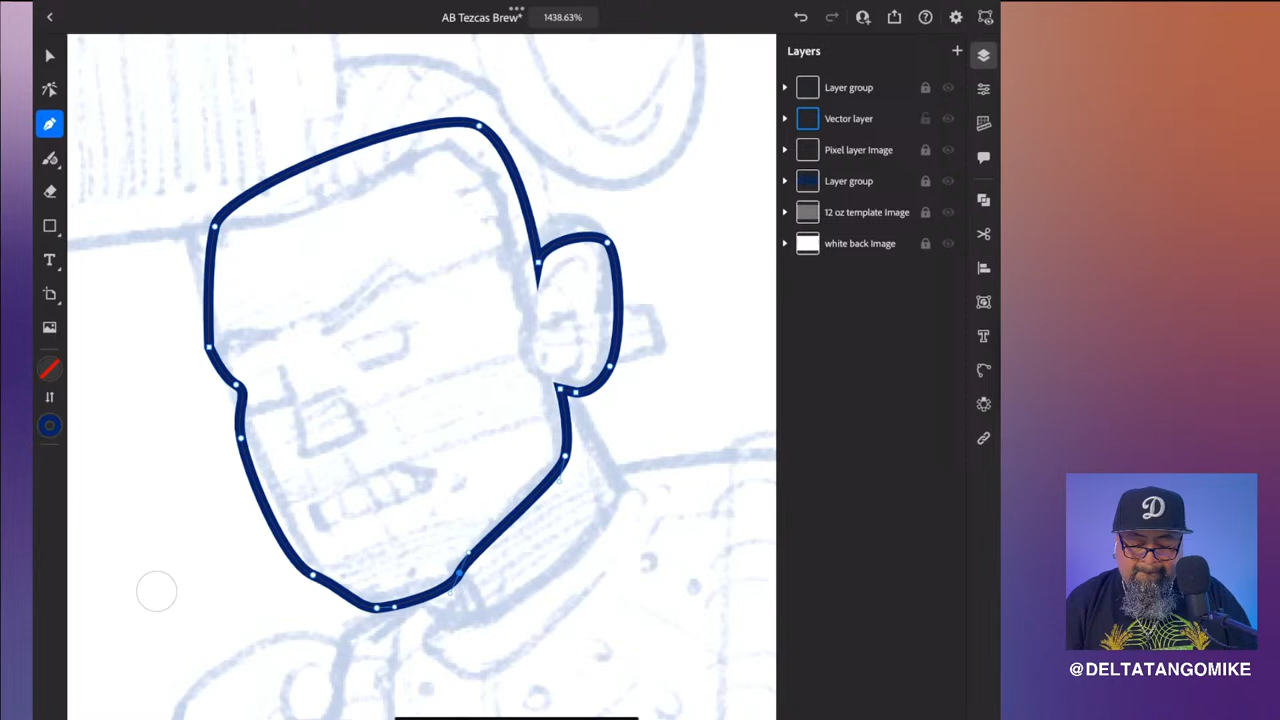 AB Tezcas Brew*
1438.63%
Layers
Layer group
Vector layer
Pixel layer Image
Layer group
12 oz template Image
white back Image
D
@DELTATANGOMIKE